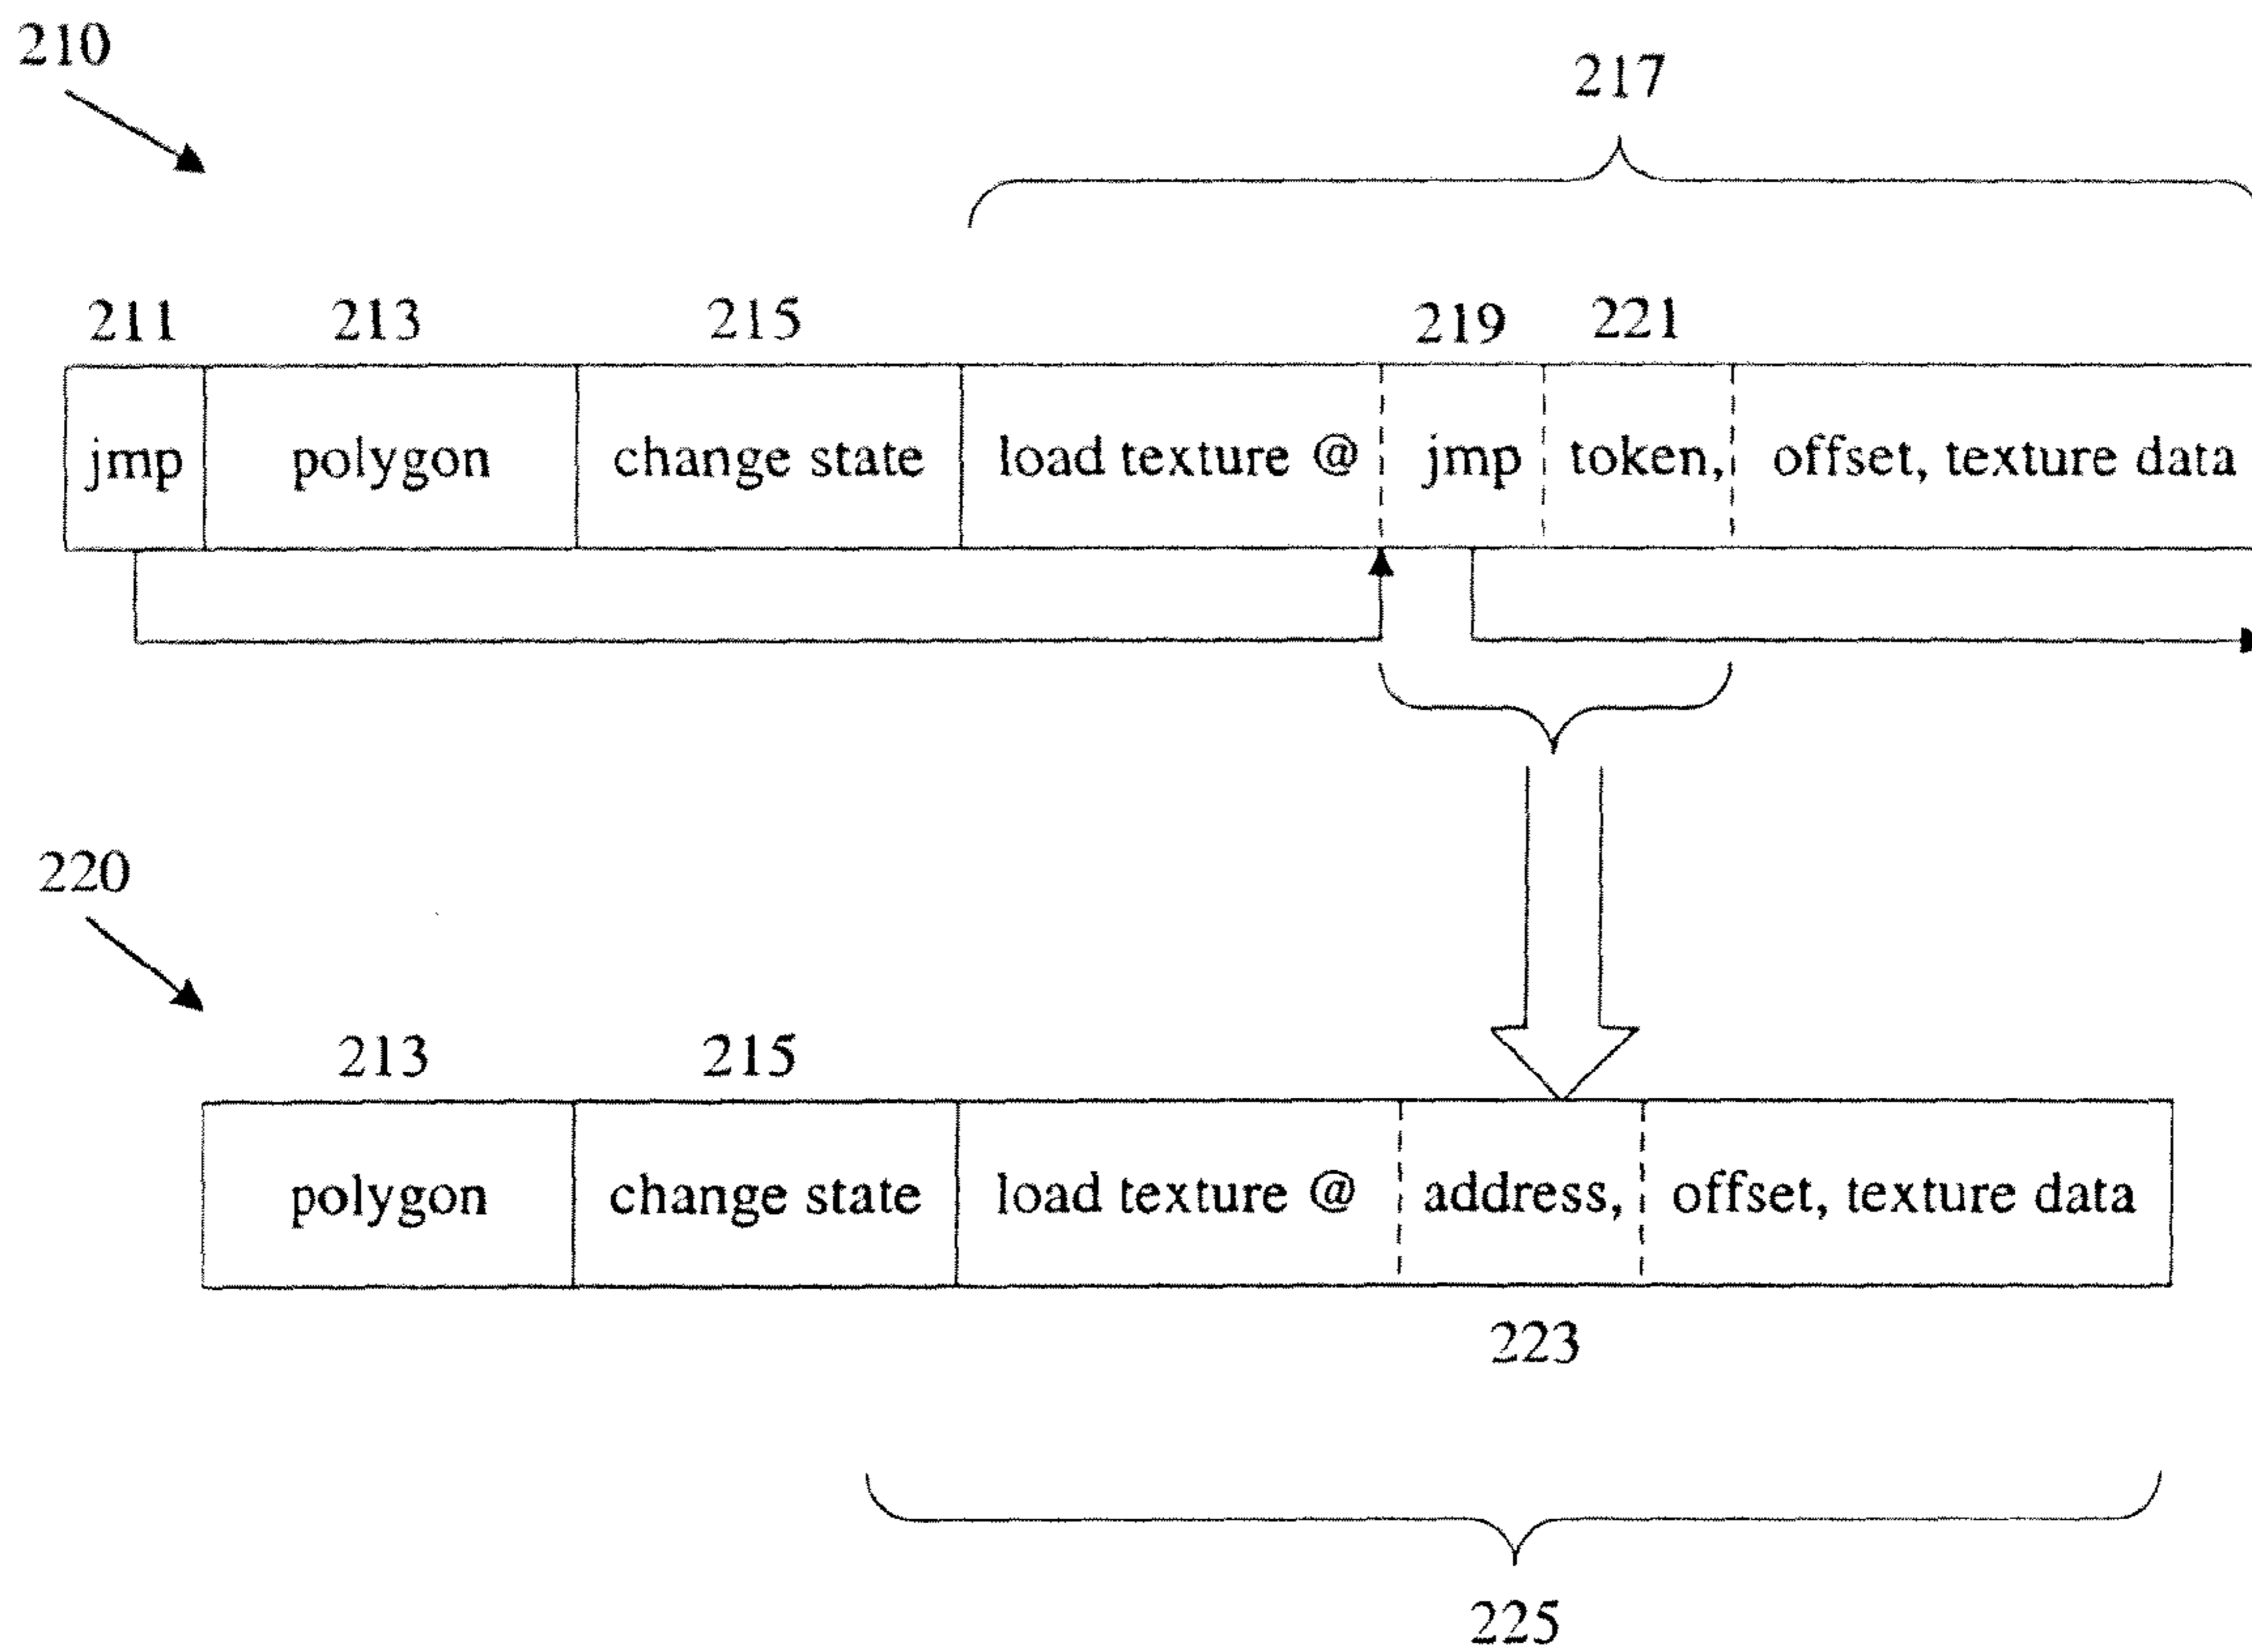 210
217
211 213 215 219 221
jmp polygon change state load texture @ jmp token, offset, texture data
220
213 215
polygon change state load texture @ address, offset, texture data
223
225